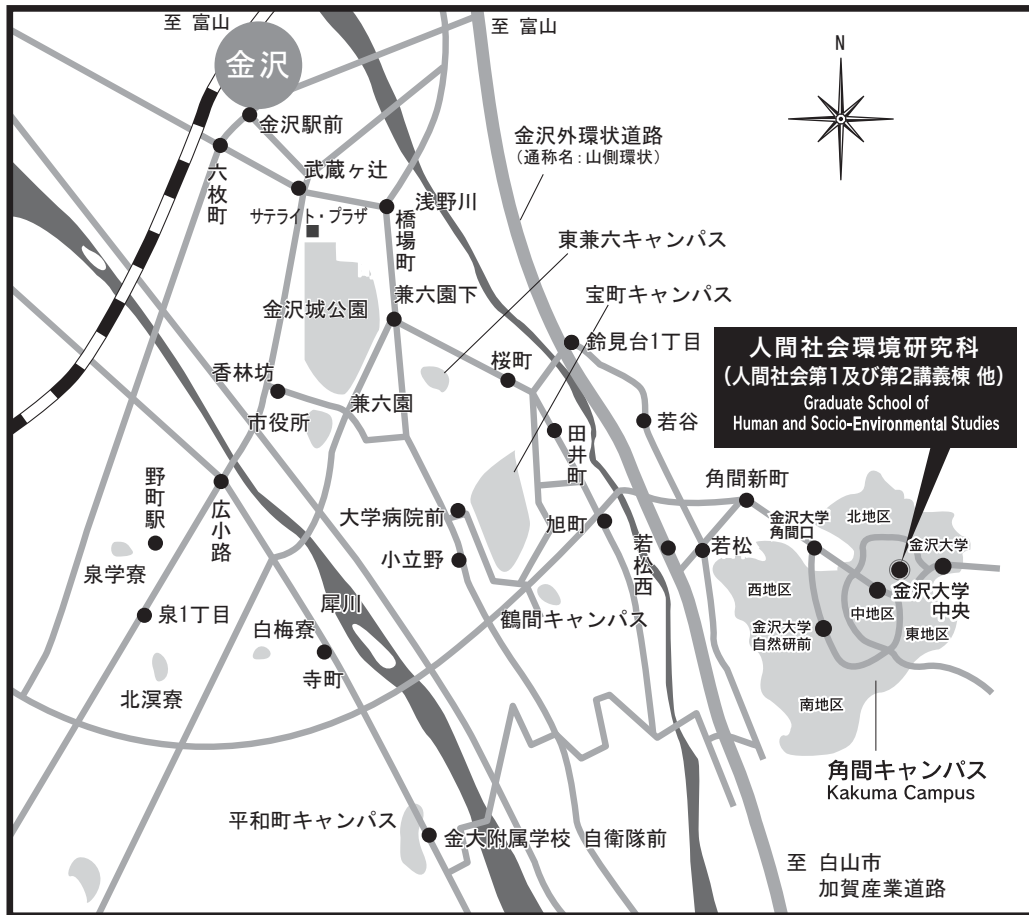 至 富山
至 富山
N
金沢
金沢駅前
金沢外環状道路
(通称名:山側環状)
六枚町
武蔵ヶ辻
浅野川
サテライト・プラザ
橋場町
東兼六キャンパス
宝町キャンパス
金沢城公園
兼六園下
鈴見台1丁目
人間社会環境研究科
(人間社会第1及び第2講義棟 他)
Graduate School of
Human and Socio-Environmental Studies
香林坊
桜町
兼六園
市役所
若谷
田井町
野町駅
広小路
角間新町
大学病院前
旭町
金沢大学
角間口
北地区
金沢大学
小立野
若松西
若松
泉学寮
西地区
金沢大学
中央
中地区
鶴間キャンパス
犀川
泉1丁目
白梅寮
金沢大学
自然研前
東地区
寺町
北溟寮
南地区
角間キャンパス
Kakuma Campus
平和町キャンパス
金大附属学校 自衛隊前
至 白山市
加賀産業道路